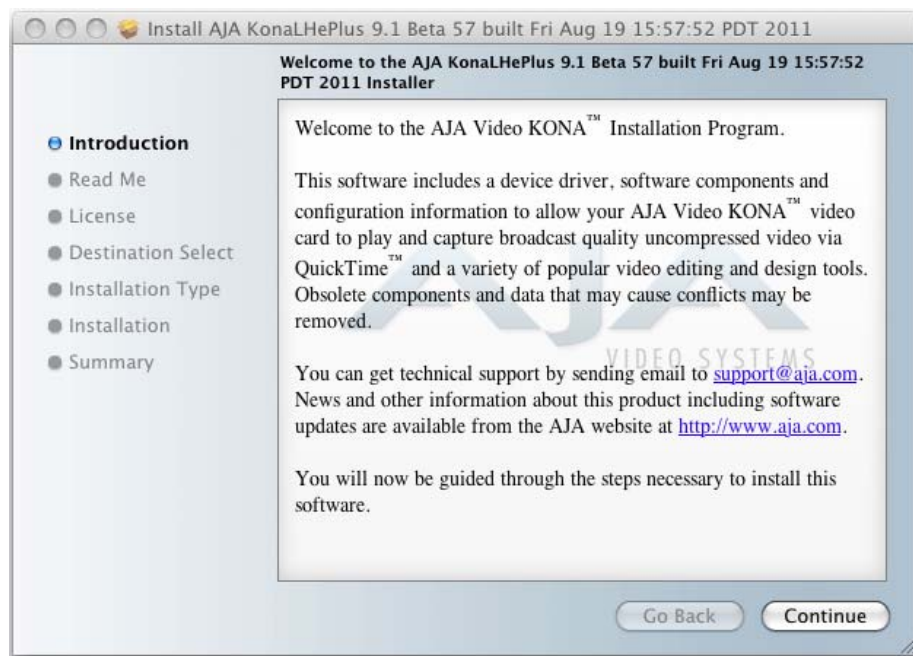 Install AJA KonaLHePlus 9.1 Beta 57 built Fri Aug 19 15:57:52 PDT 2011
Welcome to the AJA KonaLHePlus 9.1 Beta 57 built Fri Aug 19 15:57:52
PDT 2011 Installer
Introduction
Read Me
License
Destination Select
Installation Type
Installation
Summary
Welcome to the AJA Video KONA™ Installation Program.
This software includes a device driver, software components and
configuration information to allow your AJA Video KONA™ video
card to play and capture broadcast quality uncompressed video via
QuickTime™ and a variety of popular video editing and design tools.
Obsolete components and data that may cause conflicts may be
removed.
You can get technical support by sending email to support@aja.com.
News and other information about this product including software
updates are available from the AJA website at http://www.aja.com.
You will now be guided through the steps necessary to install this
software.
AJA
VIDEO SYSTEMS
Go Back
Continue